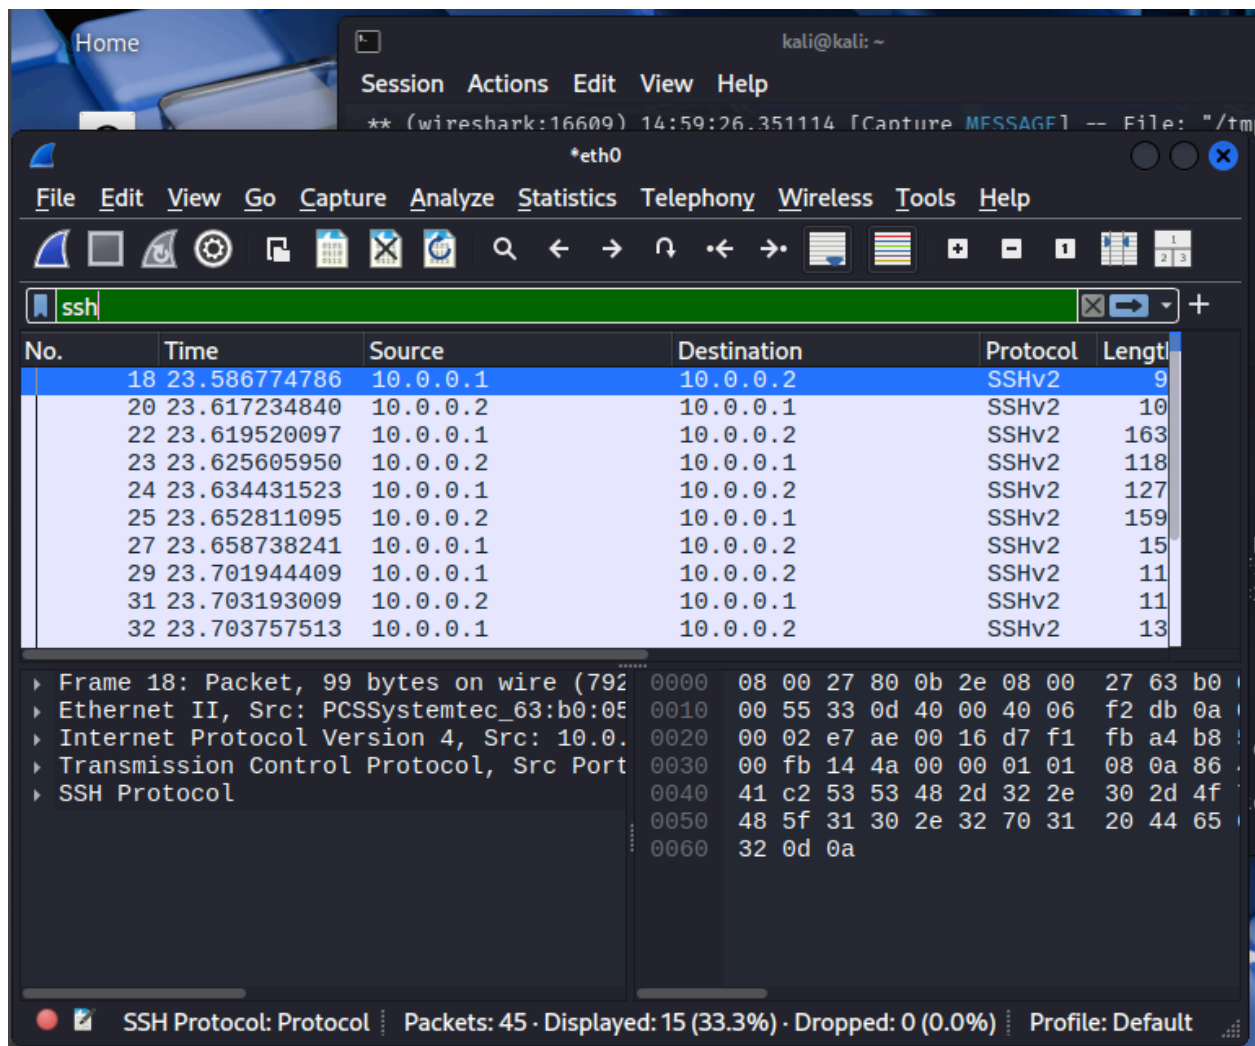 Home
kali@kali: ~
Session Actions Edit View Help
** (wireshark:16609) 14:59:26.351114 [Capture MESSAGE] -- File: "/tm
*eth0
File Edit View Go Capture Analyze Statistics Telephony Wireless Tools Help
ssh
No. Time Source Destination Protocol Lengt
18 23.586774786 10.0.0.1 10.0.0.2 SSHv2 9
20 23.617234840 10.0.0.2 10.0.0.1 SSHv2 10
22 23.619520097 10.0.0.1 10.0.0.2 SSHv2 163
23 23.625605950 10.0.0.2 10.0.0.1 SSHv2 118
24 23.634431523 10.0.0.1 10.0.0.2 SSHv2 127
25 23.652811095 10.0.0.2 10.0.0.1 SSHv2 159
27 23.658738241 10.0.0.1 10.0.0.2 SSHv2 15
29 23.701944409 10.0.0.1 10.0.0.2 SSHv2 11
31 23.703193009 10.0.0.2 10.0.0.1 SSHv2 11
32 23.703757513 10.0.0.1 10.0.0.2 SSHv2 13
Frame 18: Packet, 99 bytes on wire (792
Ethernet II, Src: PCSSystemtec_63:b0:05
Internet Protocol Version 4, Src: 10.0.
Transmission Control Protocol, Src Port
SSH Protocol
0000 08 00 27 80 0b 2e 08 00 27 63 b0
0010 00 55 33 0d 40 00 40 06 f2 db 0a
0020 00 02 e7 ae 00 16 d7 f1 fb a4 b8
0030 00 fb 14 4a 00 00 01 01 08 0a 86
0040 41 c2 53 53 48 2d 32 2e 30 2d 4f
0050 48 5f 31 30 2e 32 70 31 20 44 65
0060 32 0d 0a
SSH Protocol: Protocol Packets: 45 · Displayed: 15 (33.3%) · Dropped: 0 (0.0%) Profile: Default